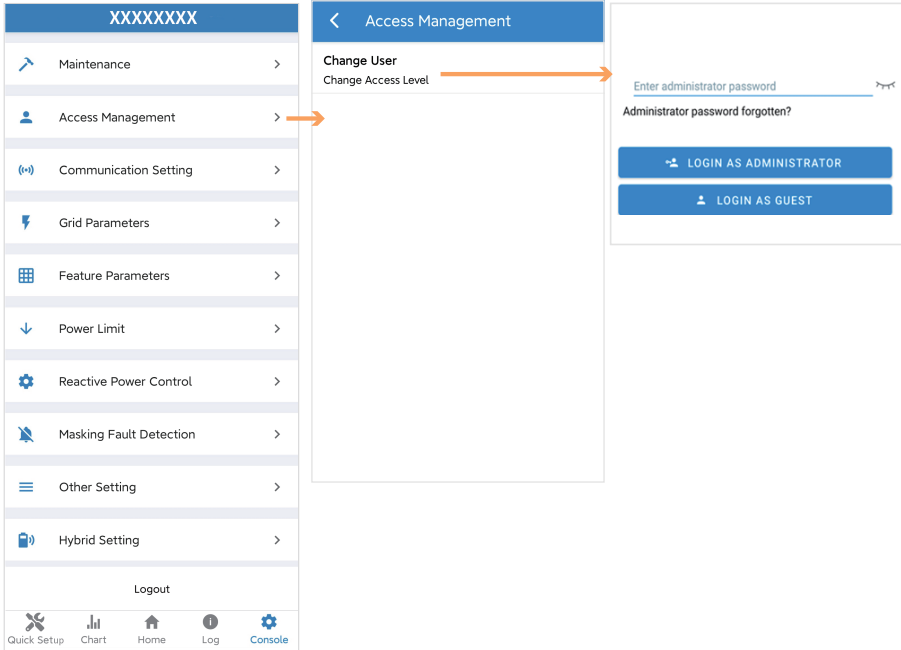 XXXXXXXX
Maintenance
Access Management
Communication Setting
Grid Parameters
Feature Parameters
Power Limit
Reactive Power Control
Masking Fault Detection
Other Setting
Hybrid Setting
Logout
Quick Setup
Chart
Home
Log
Console
Access Management
Change User
Change Access Level
Enter administrator password
Administrator password forgotten?
LOGIN AS ADMINISTRATOR
LOGIN AS GUEST